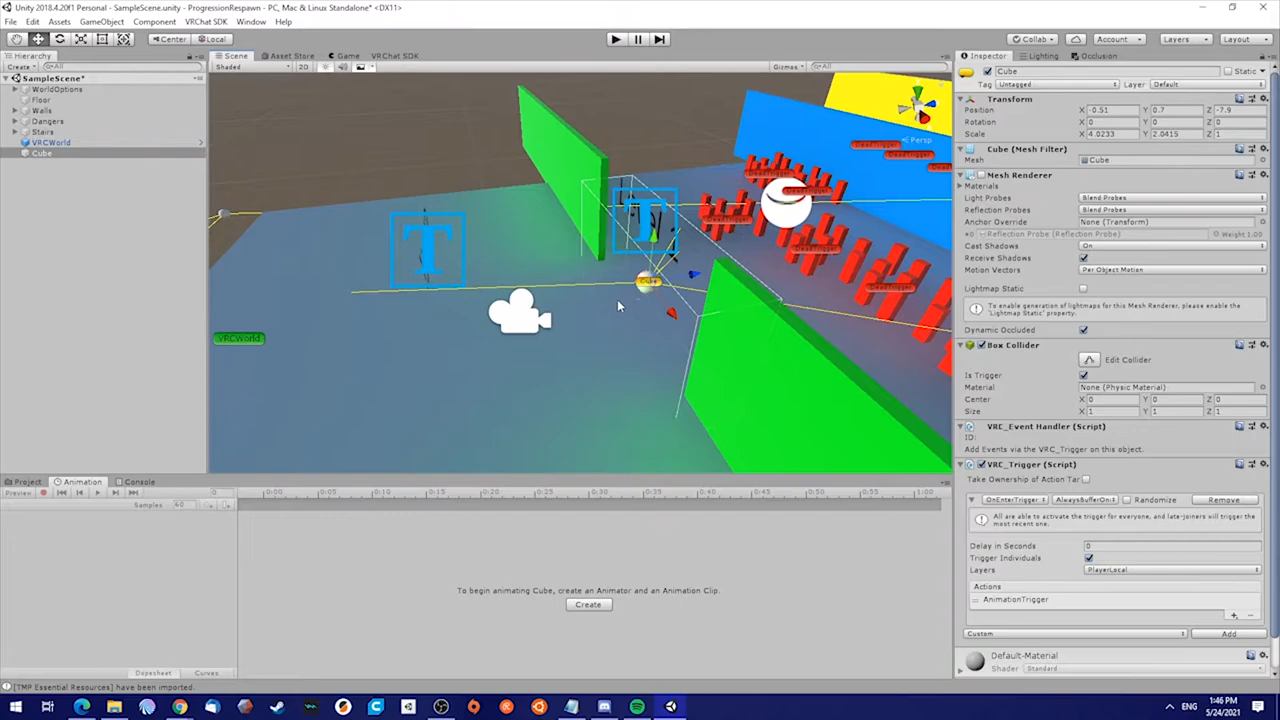 Unity 2018.4.20f1 Personal - SampleScene.unity - ProgressionRespawn - PC, Mac & Linux Standalone* <DX11>
File Edit Assets GameObject Component VRChat SDK Window Help
Center Local Collab Account Layers Layout
Hierarchy Scene Asset Store Game VRChat SDK Inspector Lighting Occlusion
Create All Shaded 2D Gizmos All Cube Static
SampleScene* Tag Untagged Layer Default
WorldOptions
Floor Transform
Walls Position X -0.51 Y 0.7 Z -7.9
Dangers Rotation X 0 Y 0 Z 0
Stairs Scale X 4.0233 Y 2.0415 Z 1
VRCWorld Persp Cube (Mesh Filter)
Cube Mesh Cube
DeadTrigger Mesh Renderer
Materials
Light Probes Blend Probes
Reflection Probes Blend Probes
Anchor Override None (Transform)
Reflection Probe (Reflection Probe) Weight 1.00
T T Cast Shadows On
Receive Shadows
Motion Vectors Per Object Motion
Cube Lightmap Static
To enable generation of lightmaps for this Mesh Renderer, please enable the 'Lightmap Static' property.
Dynamic Occluded
VRCWorld Box Collider
Edit Collider
Is Trigger
Material None (Physic Material)
Center X 0 Y 0 Z 0
Size X 1 Y 1 Z 1
VRC_Event Handler (Script)
ID:
Add Events via the VRC_Trigger on this object.
VRC_Trigger (Script)
Project Animation Console Take Ownership of Action Tar
Preview 0 0:00 0:05 0:10 0:15 0:20 0:25 0:30 0:35 0:40 0:45 0:50 0:55 1:00
Samples 60 OnEnterTrigger AlwaysBufferOn Randomize Remove
All are able to activate the trigger for everyone, and late-joiners will trigger the most recent one.
Delay in Seconds 0
Trigger Individuals
Layers PlayerLocal
Actions
AnimationTrigger
To begin animating Cube, create an Animator and an Animation Clip.
Create
Custom Add
Default-Material
Shader Standard
Dopesheet Curves
[TMP Essential Resources] have been imported.
ENG 1:46 PM
5/24/2021